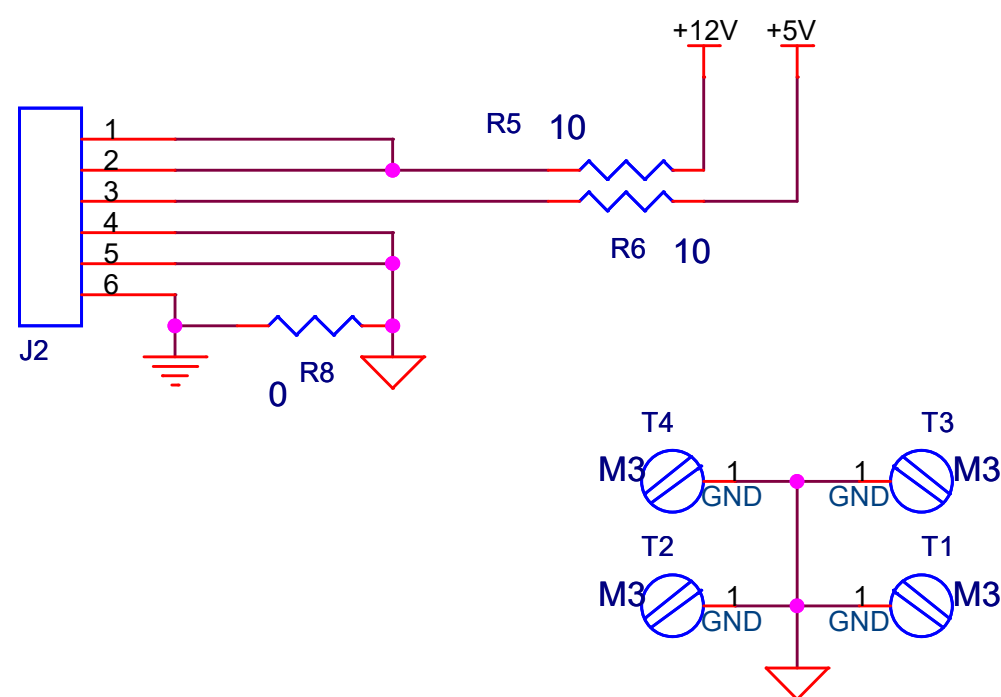 +12V +5V
R5 10
1
2
3
4
5
6
R6 10
J2
R8
0
T4 T3
M3 1 1 M3
GND GND
T2 T1
M3 1 1 M3
GND GND